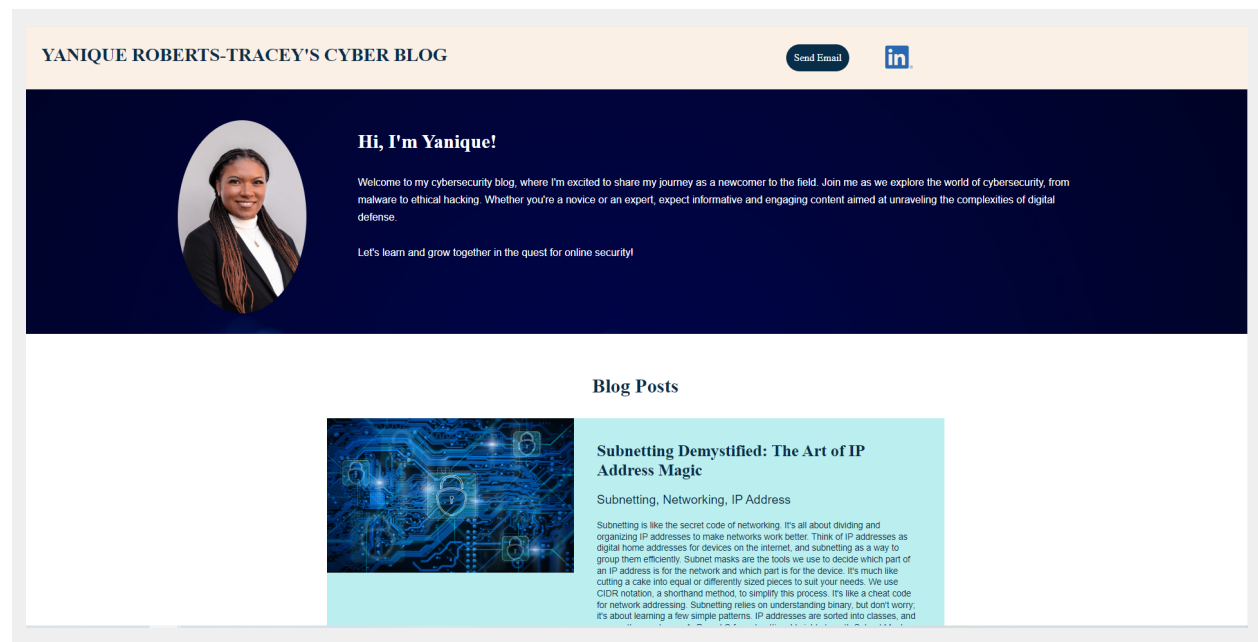 YANIQUE ROBERTS-TRACEY'S CYBER BLOG
Send Email
in
Hi, I'm Yanique!
Welcome to my cybersecurity blog, where I'm excited to share my journey as a newcomer to the field. Join me as we explore the world of cybersecurity, from
malware to ethical hacking. Whether you're a novice or an expert, expect informative and engaging content aimed at unraveling the complexities of digital
defense.
Let's learn and grow together in the quest for online security!
Blog Posts
Subnetting Demystified: The Art of IP
Address Magic
Subnetting, Networking, IP Address
Subnetting is like the secret code of networking. It's all about dividing and
organizing IP addresses to make networks work better. Think of IP addresses as
digital home addresses for devices on the internet, and subnetting as a way to
group them efficiently. Subnet masks are the tools we use to decide which part of
an IP address is for the network and which part is for the device. It's much like
cutting a cake into equal or differently sized pieces to suit your needs. We use
CIDR notation, a shorthand method, to simplify this process. It's like a cheat code
for network addressing. Subnetting relies on understanding binary, but don't worry;
it's about learning a few simple patterns. IP addresses are sorted into classes, and